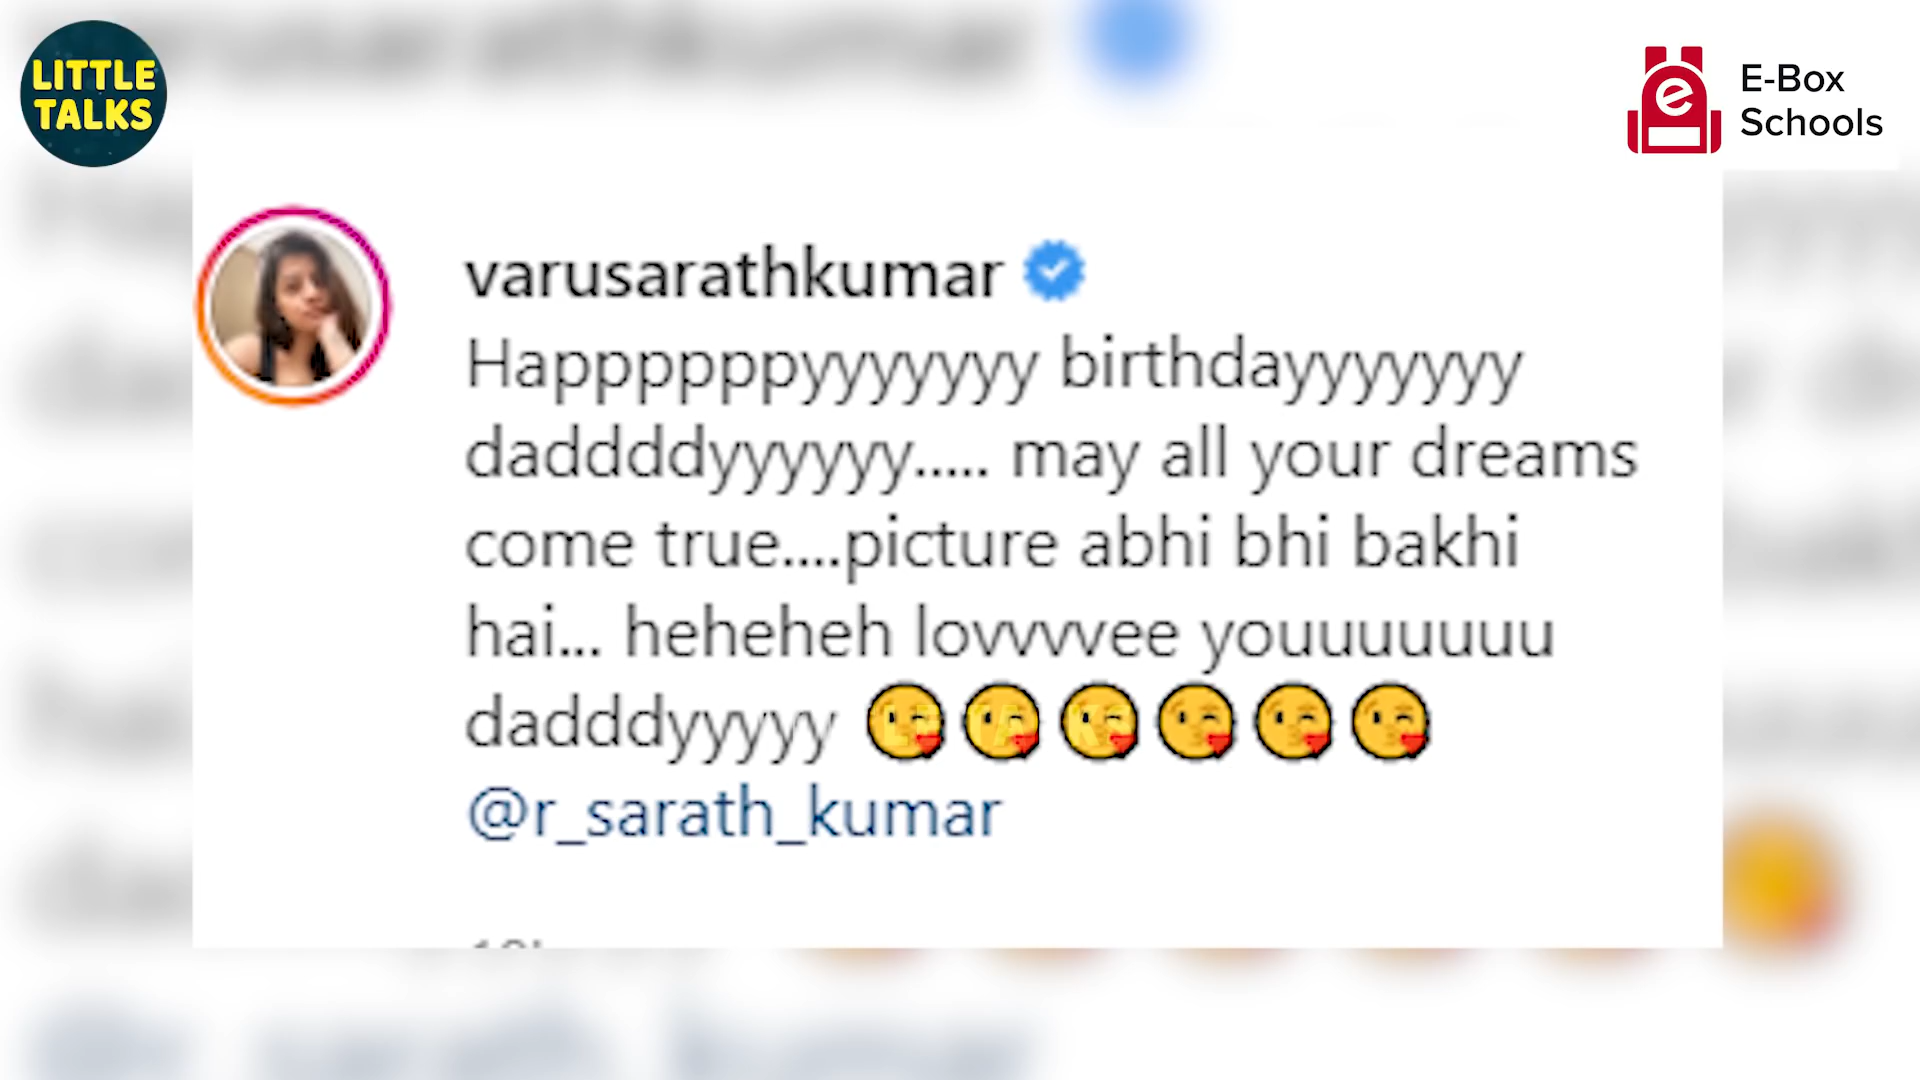 LITTLE
TALKS
E-Box
Schools
varusarathkumar
Happppppyyyyyyy birthdayyyyyyy
daddddyyyyyy..... may all your dreams
come true....picture abhi bhi bakhi
hai... heheheh lovvvvee youuuuuuu
dadddyyyyy 😘😘😘😘😘😘
@r_sarath_kumar